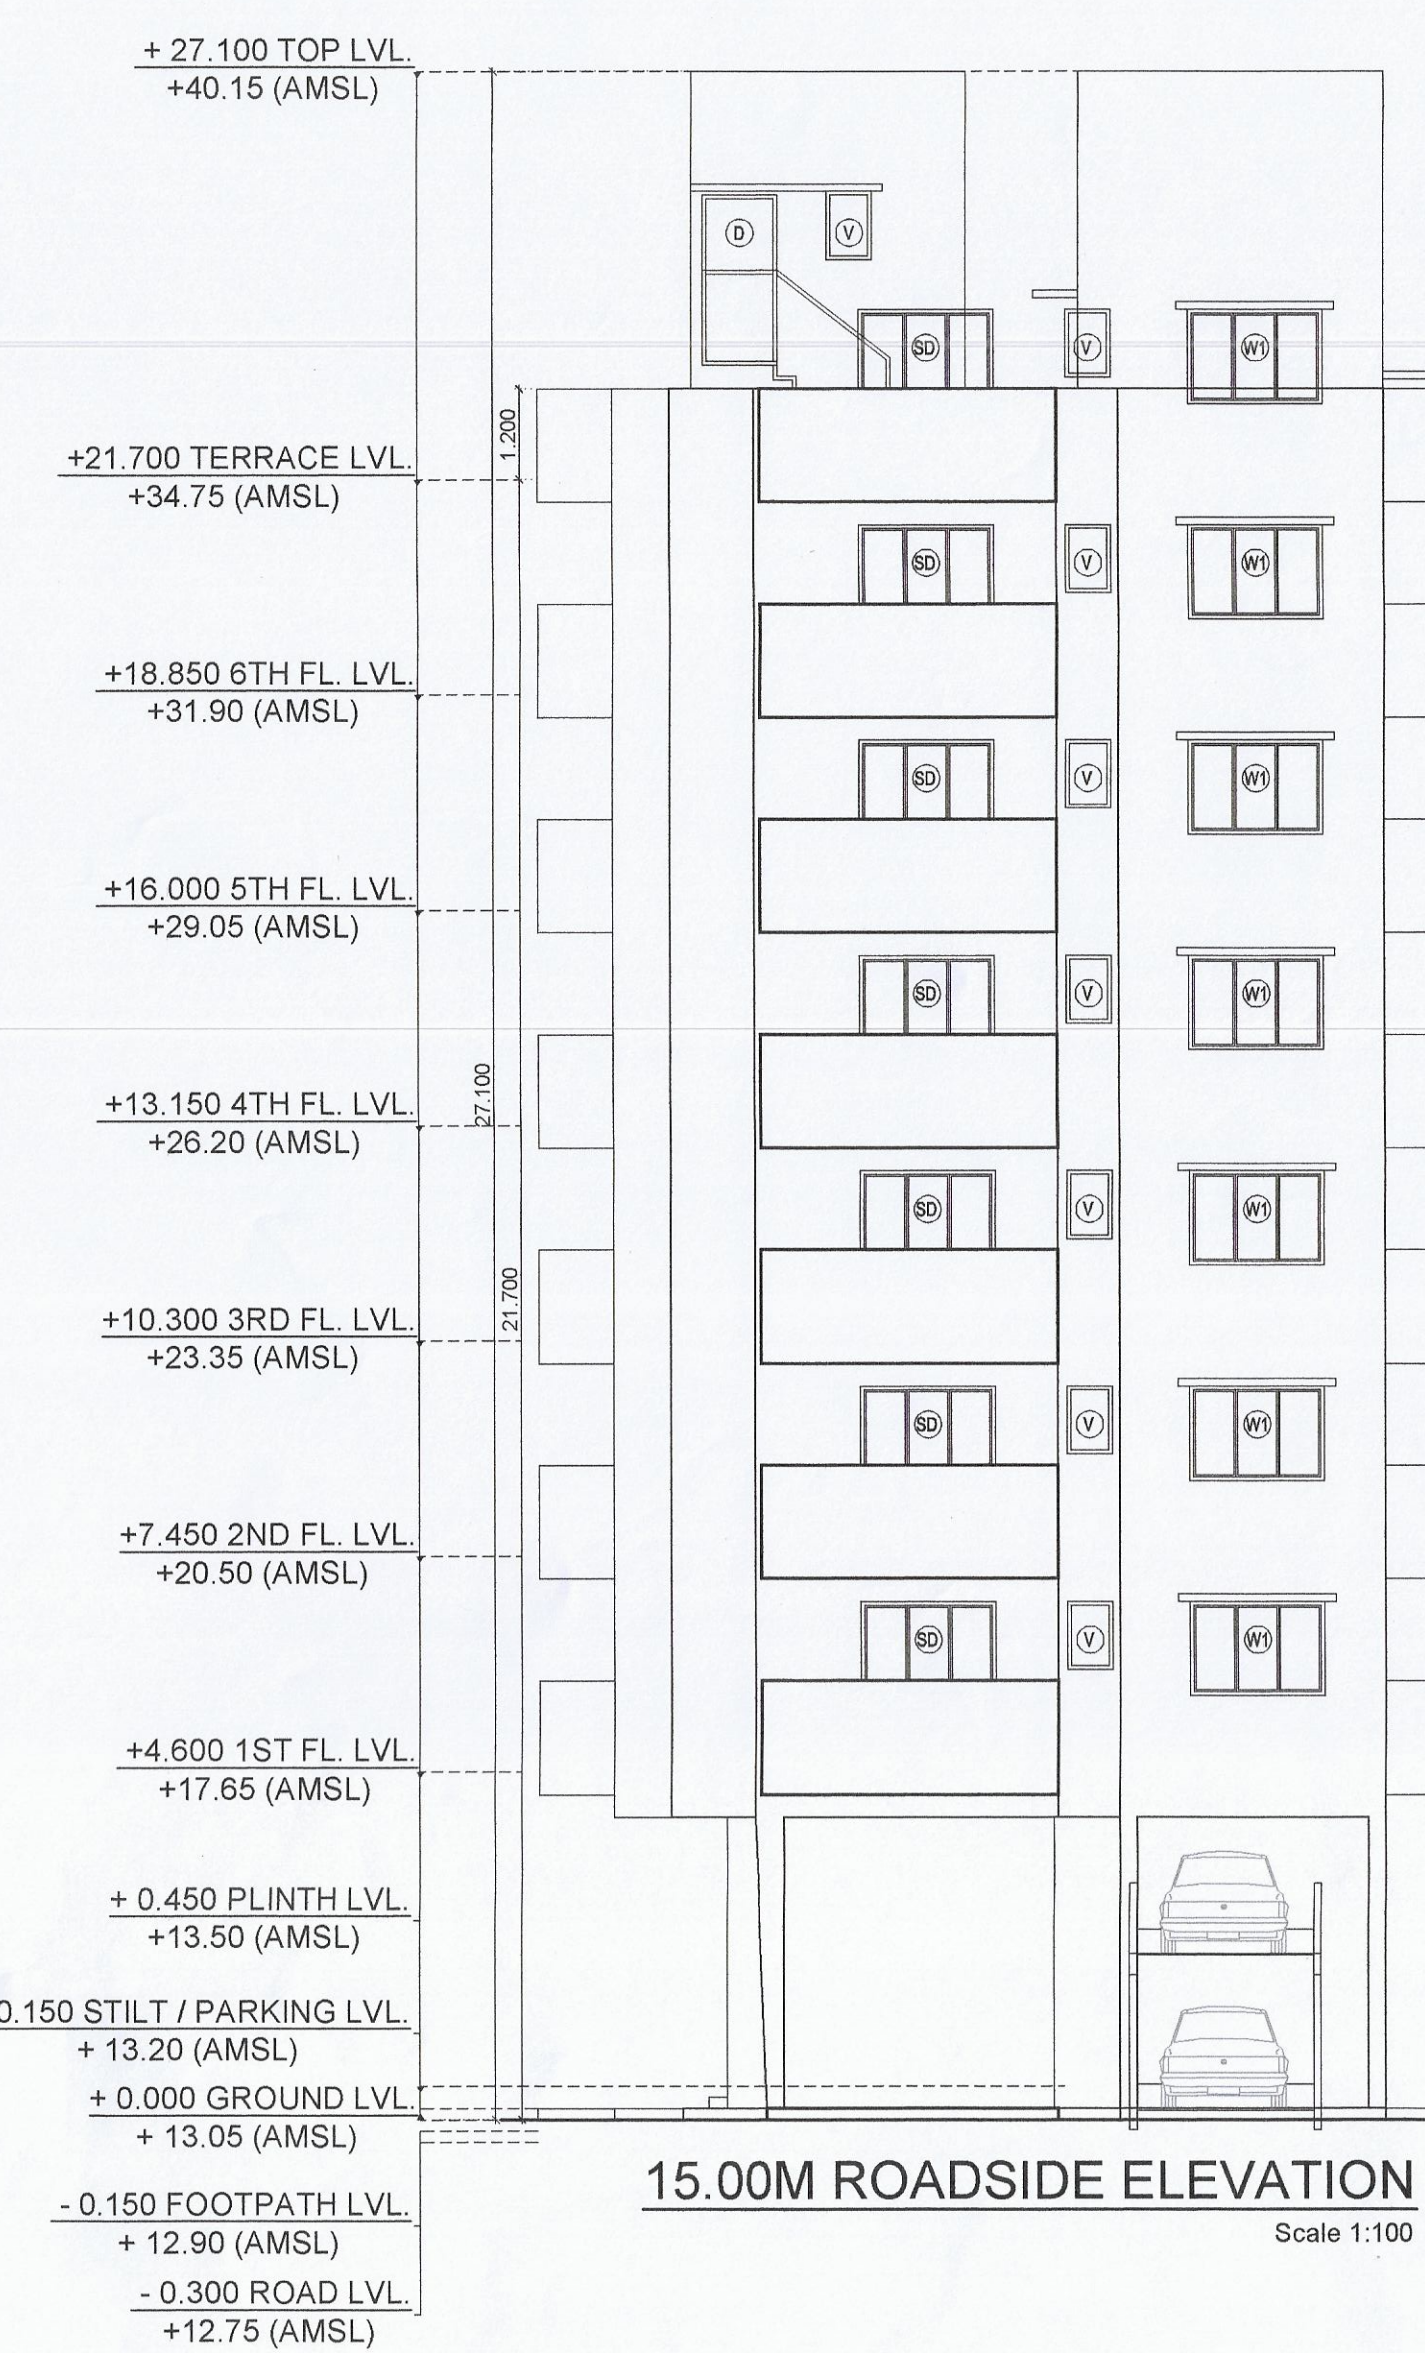 + 27.100 TOP LVL.
+40.15 (AMSL)
D
V
SD
V
W1
1.200
+21.700 TERRACE LVL.
+34.75 (AMSL)
SD
V
W1
+18.850 6TH FL. LVL.
+31.90 (AMSL)
SD
V
W1
+16.000 5TH FL. LVL.
+29.05 (AMSL)
SD
V
W1
27.100
+13.150 4TH FL. LVL.
+26.20 (AMSL)
SD
V
W1
21.700
+10.300 3RD FL. LVL.
+23.35 (AMSL)
SD
V
W1
+7.450 2ND FL. LVL.
+20.50 (AMSL)
SD
V
W1
+4.600 1ST FL. LVL.
+17.65 (AMSL)
+ 0.450 PLINTH LVL.
+13.50 (AMSL)
0.150 STILT / PARKING LVL.
+ 13.20 (AMSL)
+ 0.000 GROUND LVL.
+ 13.05 (AMSL)
15.00M ROADSIDE ELEVATION
Scale 1:100
- 0.150 FOOTPATH LVL.
+ 12.90 (AMSL)
- 0.300 ROAD LVL.
+12.75 (AMSL)